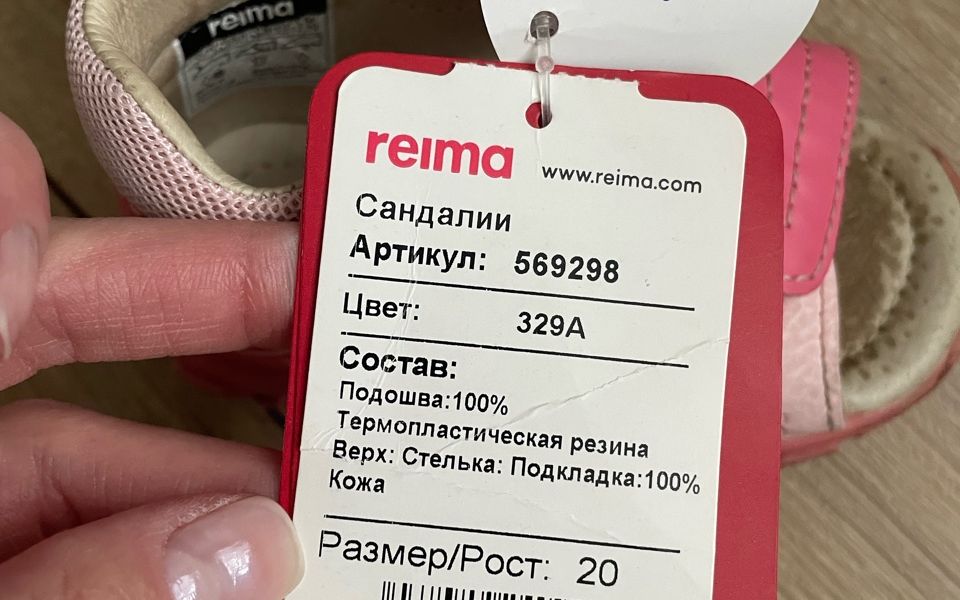 reima
reima www.reima.com
Сандалии
Артикул: 569298
Цвет: 329A
Состав:
Подошва:100%
Термопластическая резина
Верх: Стелька: Подкладка:100%
Кожа
Размер/Рост: 20